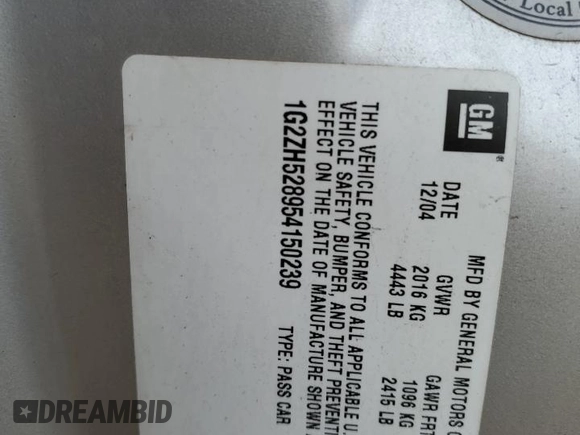 Local
GM
MFD BY GENERAL MOTORS
DATE GVWR GAWR FRT
12/04 2016 KG 1096 KG
4443 LB 2415 LB
THIS VEHICLE CONFORMS TO ALL APPLICABLE U.
VEHICLE SAFETY, BUMPER, AND THEFT PREVENTI
EFFECT ON THE DATE OF MANUFACTURE SHOWN
1G2ZH528954150239 TYPE: PASS CAR
DREAMBID